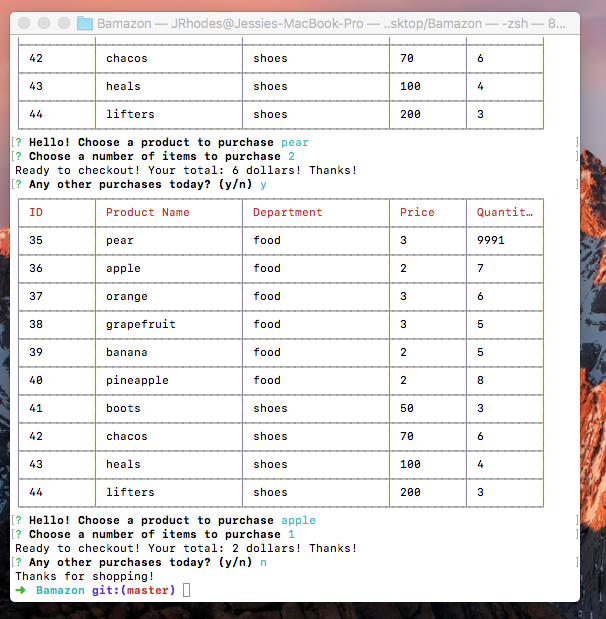 Bamazon — JRhodes@Jessies-MacBook-Pro — ..sktop/Bamazon — -zsh — 8...
42 chacos shoes 70 6
43 heals shoes 100 4
44 lifters shoes 200 3
[? Hello! Choose a product to purchase pear ]
[? Choose a number of items to purchase 2 ]
Ready to checkout! Your total: 6 dollars! Thanks!
[? Any other purchases today? (y/n) y ]
ID Product Name Department Price Quantit…
35 pear food 3 9991
36 apple food 2 7
37 orange food 3 6
38 grapefruit food 3 5
39 banana food 2 5
40 pineapple food 2 8
41 boots shoes 50 3
42 chacos shoes 70 6
43 heals shoes 100 4
44 lifters shoes 200 3
[? Hello! Choose a product to purchase apple ]
[? Choose a number of items to purchase 1 ]
Ready to checkout! Your total: 2 dollars! Thanks!
[? Any other purchases today? (y/n) n ]
Thanks for shopping!
➜ Bamazon git:(master)